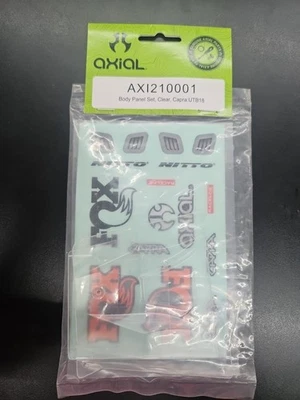 AXIAL
AXI210001
Body Panel Set, Clear, Capra UTB18
NITTO NITTO
FOX
AXIAL
FOX
FOX